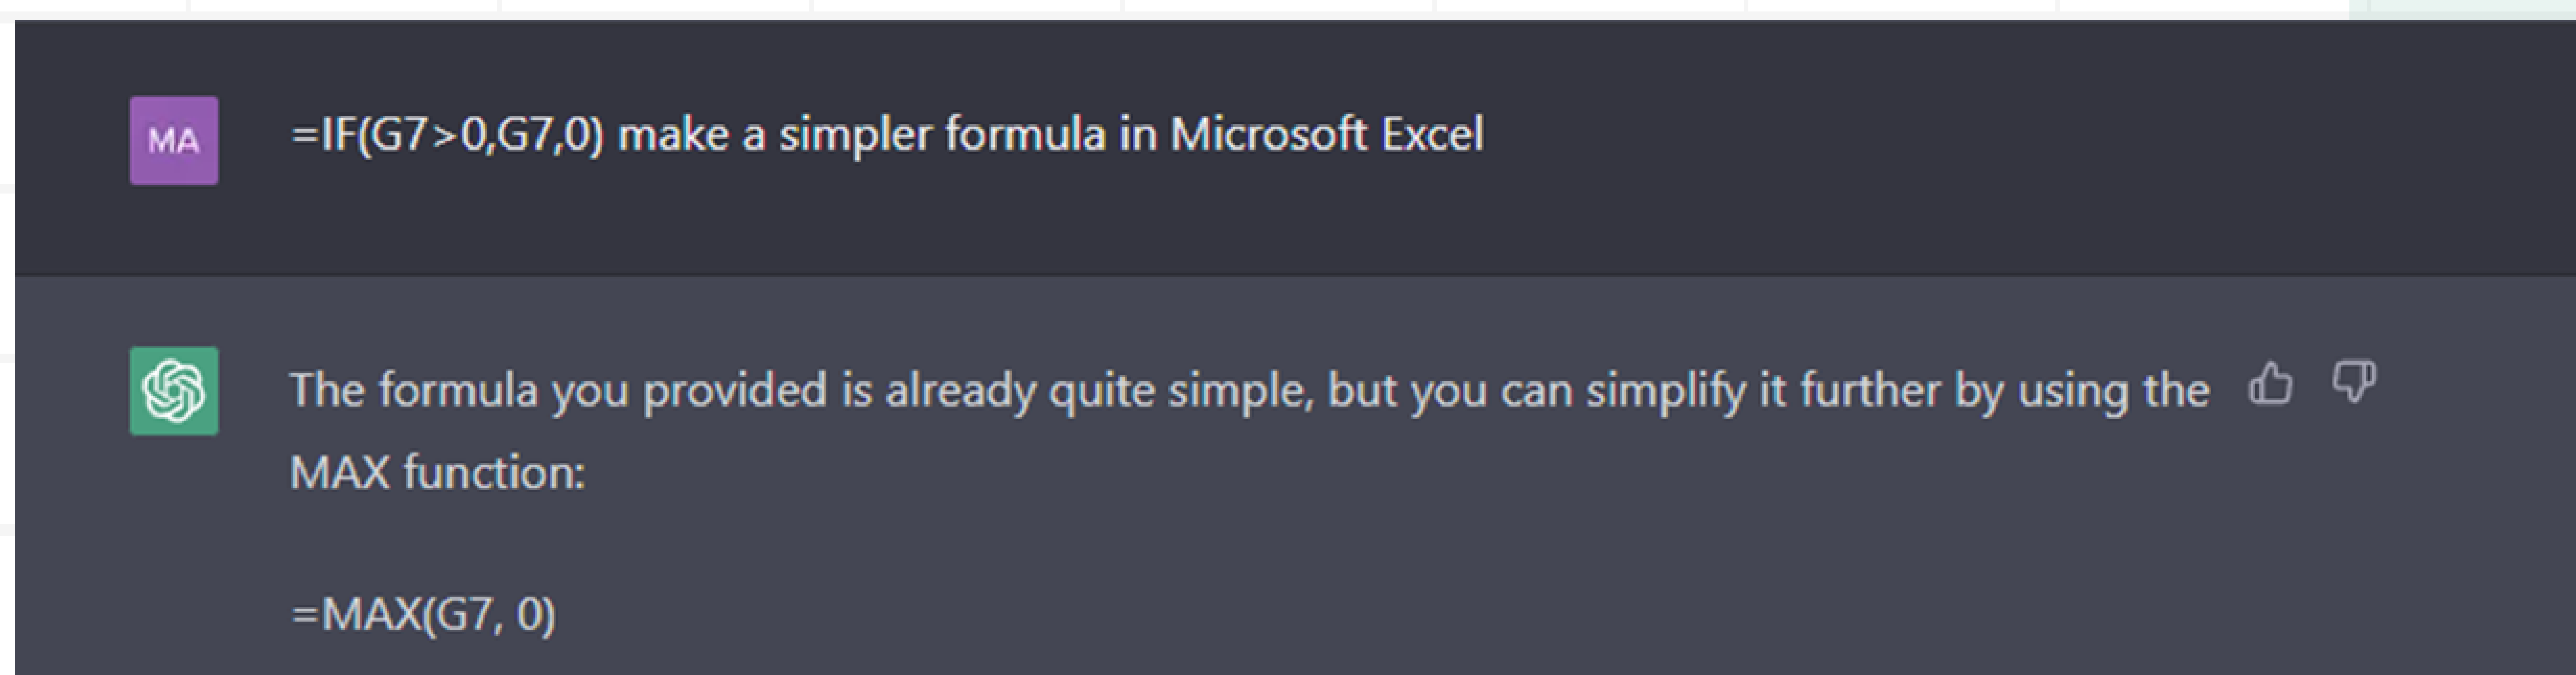 MA
=IF(G7>0,G7,0) make a simpler formula in Microsoft Excel
The formula you provided is already quite simple, but you can simplify it further by using the
MAX function:
=MAX(G7, 0)